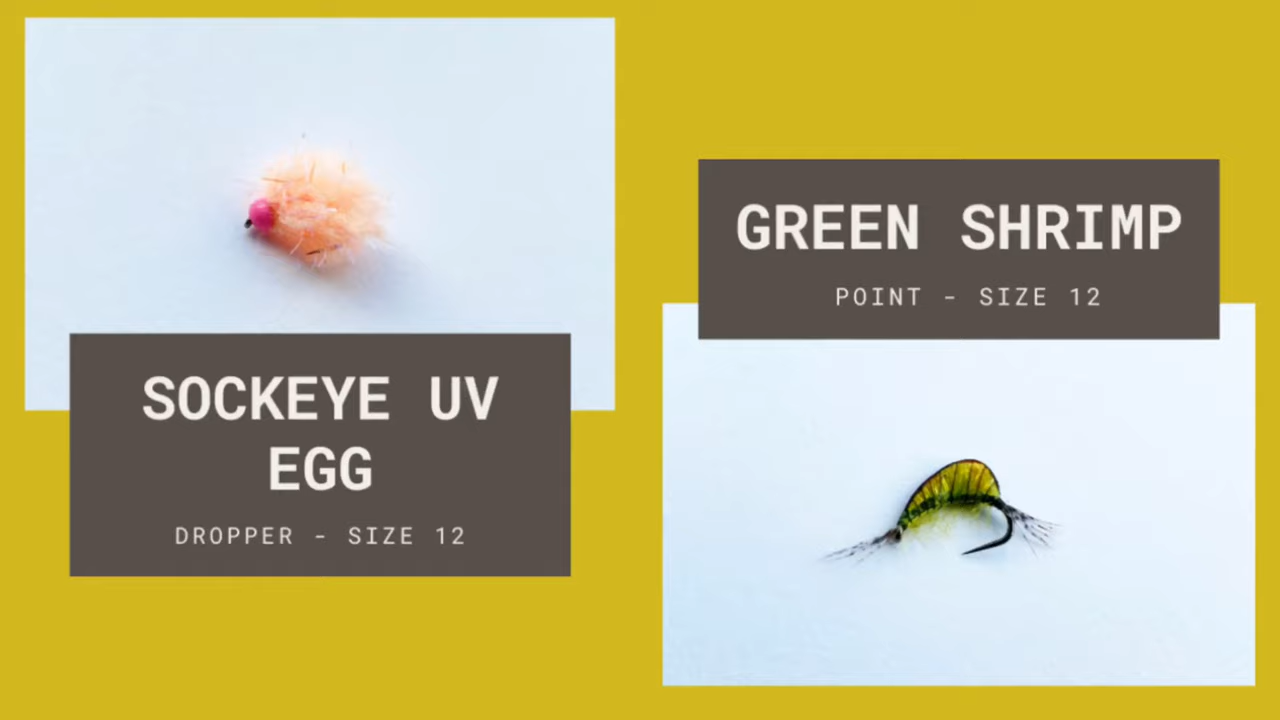 SOCKEYE UV
EGG
DROPPER - SIZE 12
GREEN SHRIMP
POINT - SIZE 12